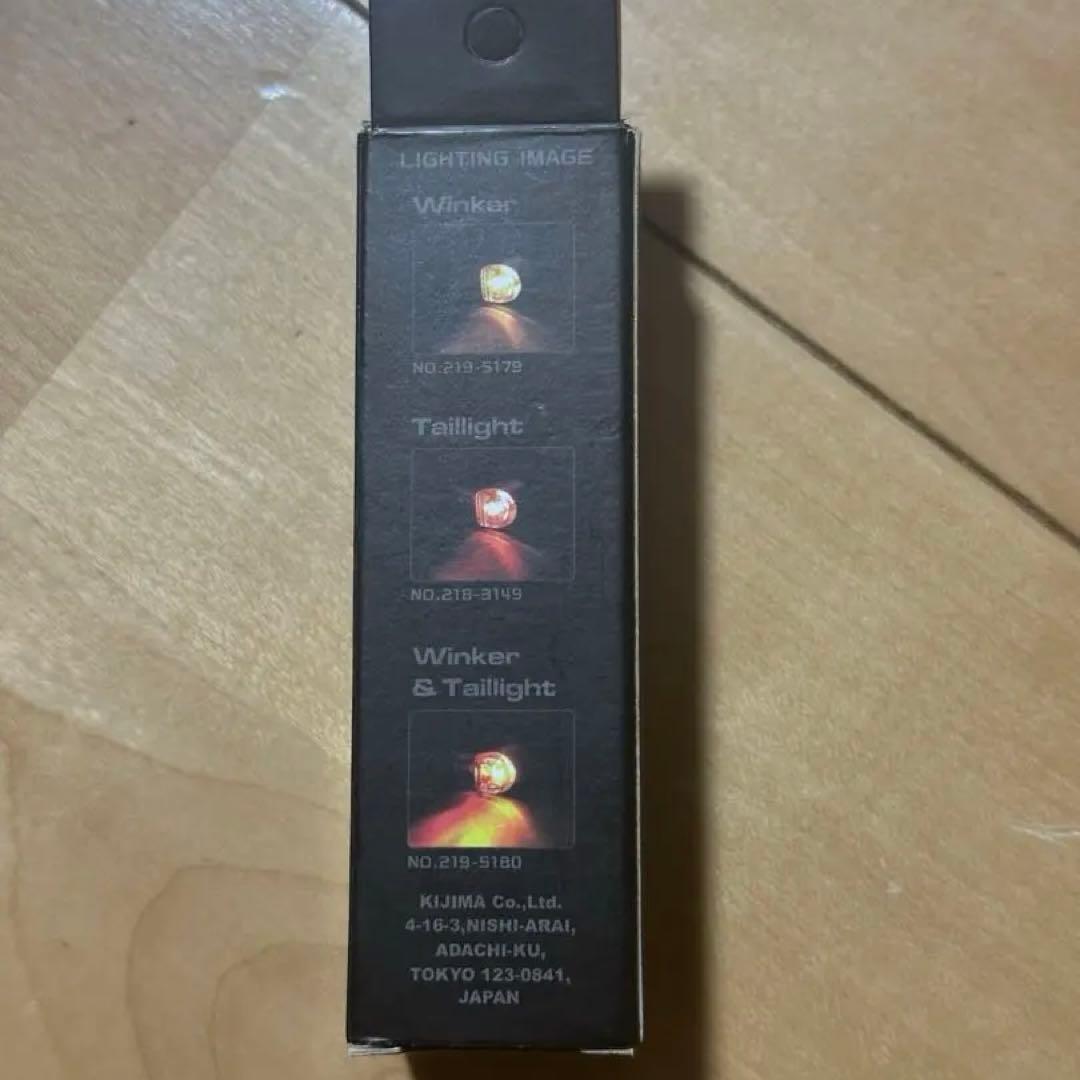 LIGHTING IMAGE
Winker
NO.219-5179
Taillight
NO.218-3149
Winker
& Taillight
NO.219-5180
KIJIMA Co.,Ltd.
4-16-3,NISHI-ARAI,
ADACHI-KU,
TOKYO 123-0841,
JAPAN